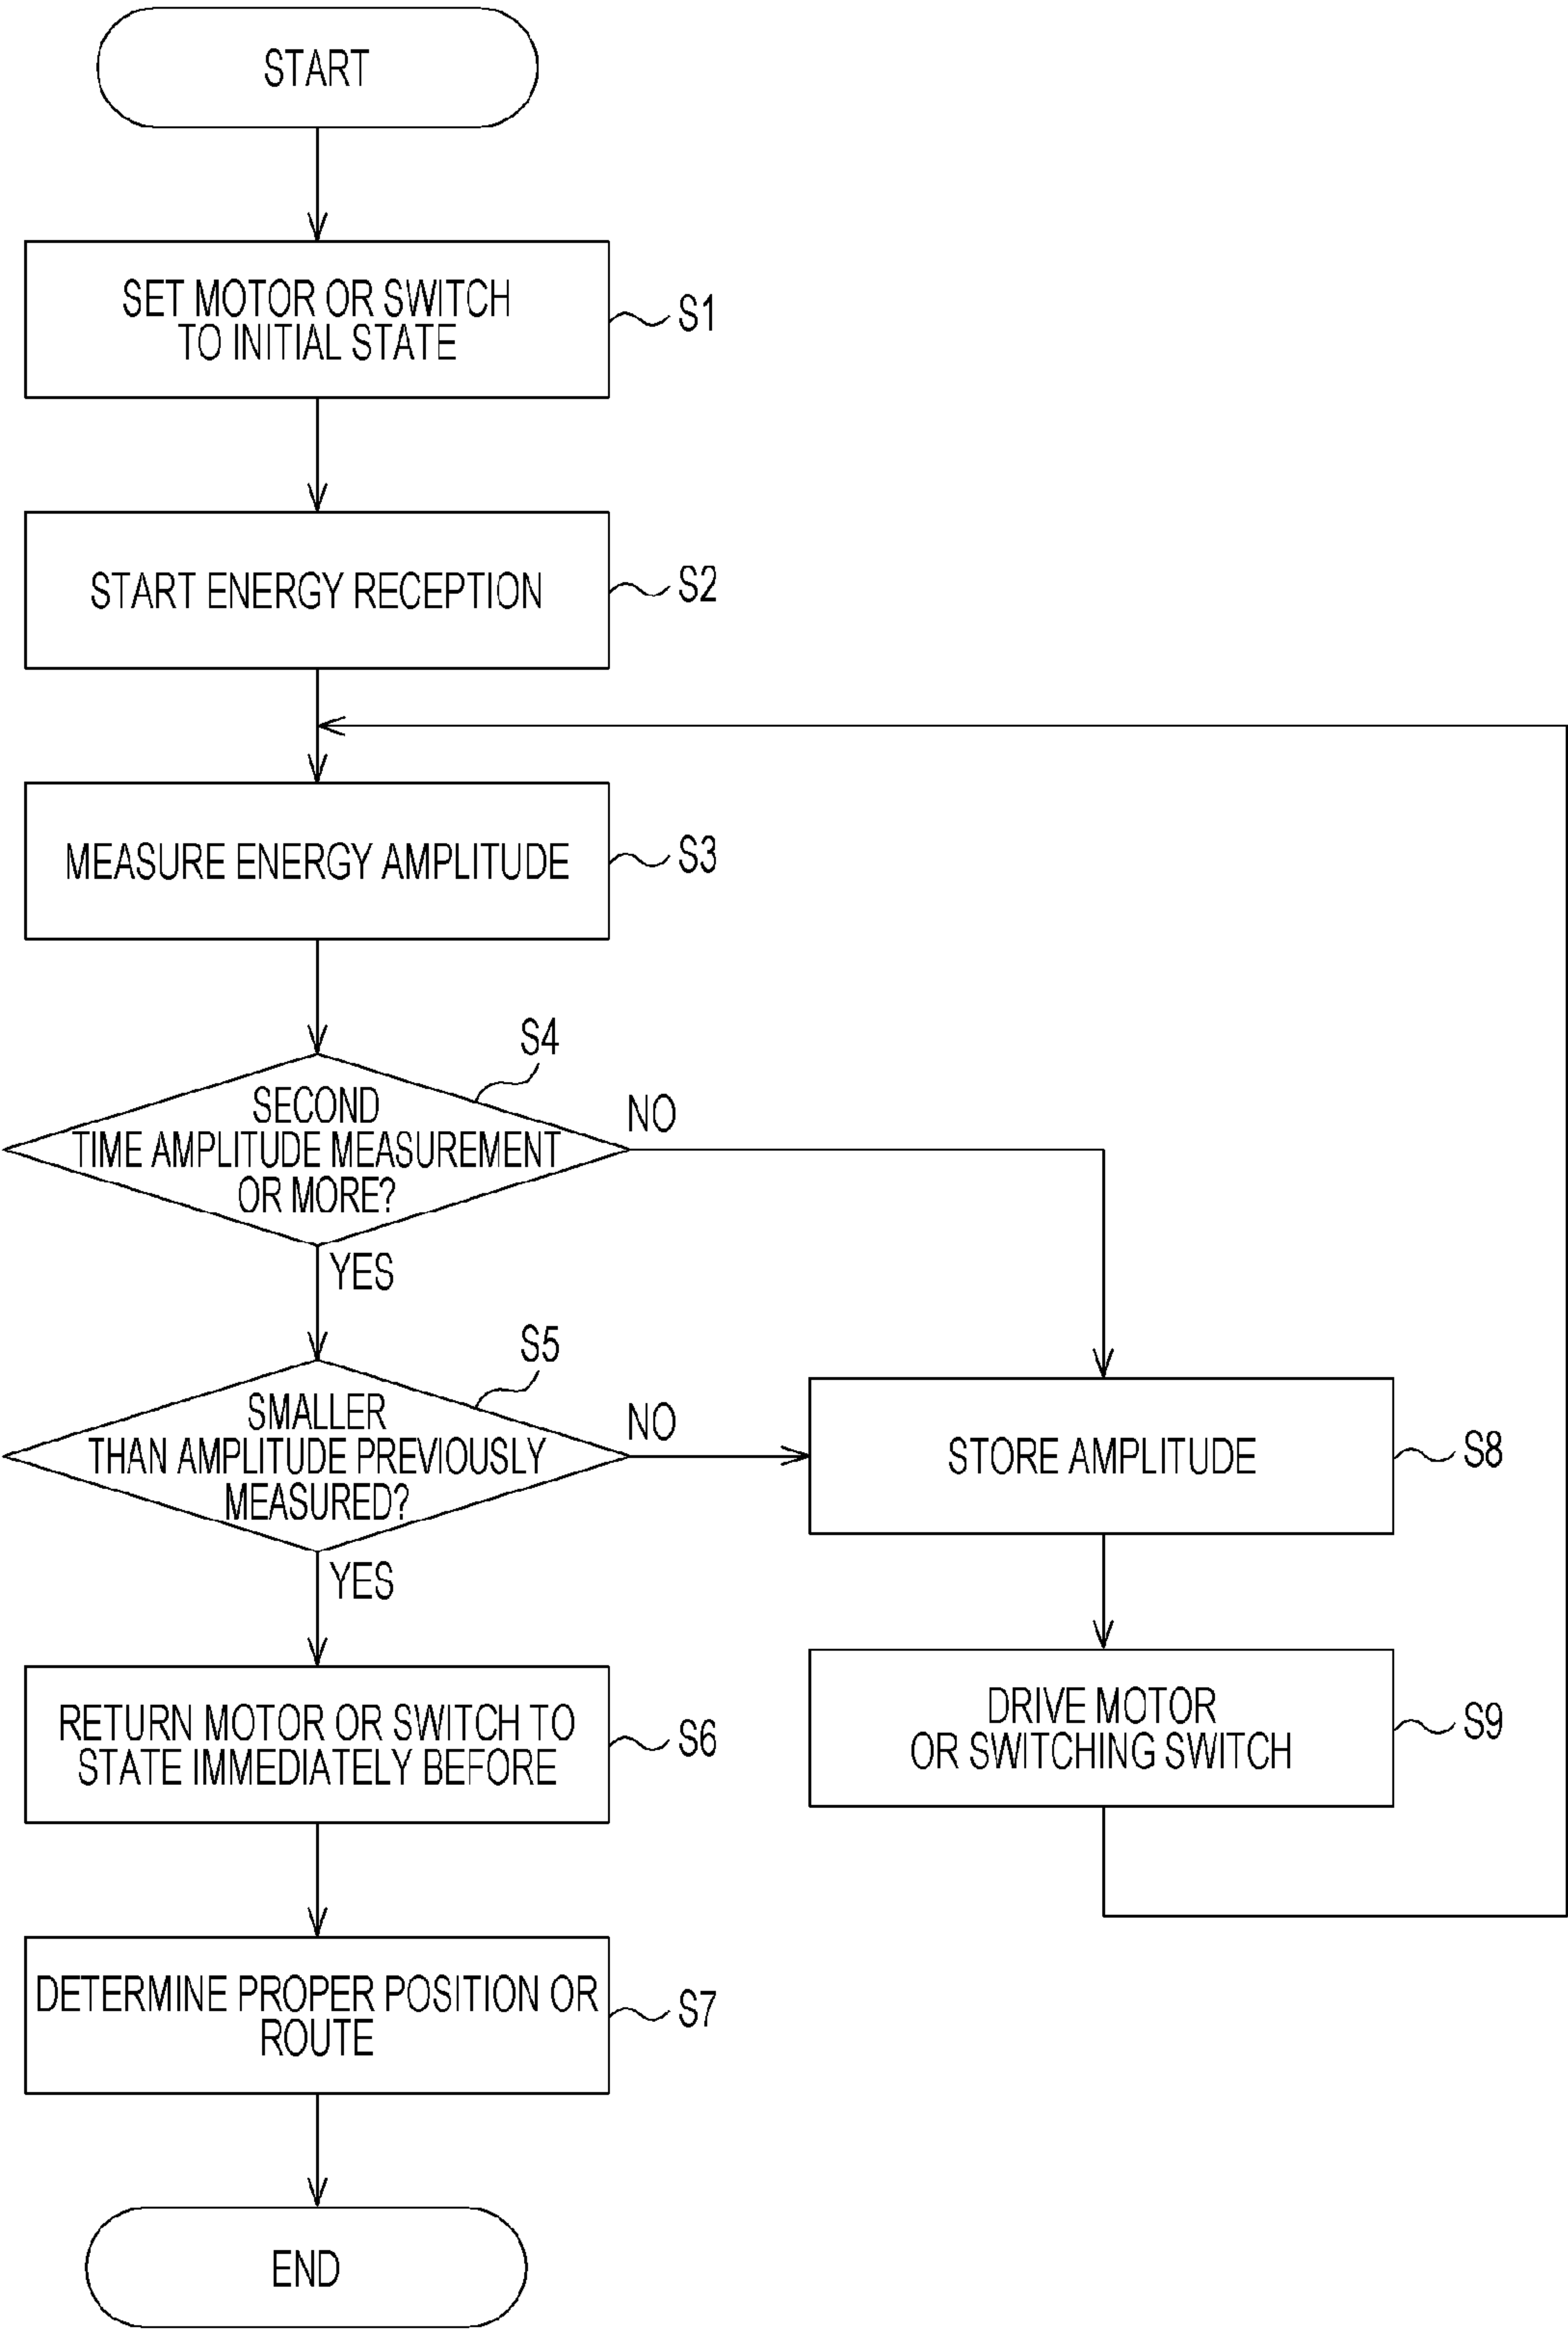 START
SET MOTOR OR SWITCH
TO INITIAL STATE
S1
START ENERGY RECEPTION
S2
MEASURE ENERGY AMPLITUDE
S3
S4
SECOND
TIME AMPLITUDE MEASUREMENT
OR MORE?
NO
YES
S5
SMALLER
THAN AMPLITUDE PREVIOUSLY
MEASURED?
NO
YES
STORE AMPLITUDE
S8
RETURN MOTOR OR SWITCH TO
STATE IMMEDIATELY BEFORE
S6
DRIVE MOTOR
OR SWITCHING SWITCH
S9
DETERMINE PROPER POSITION OR
ROUTE
S7
END